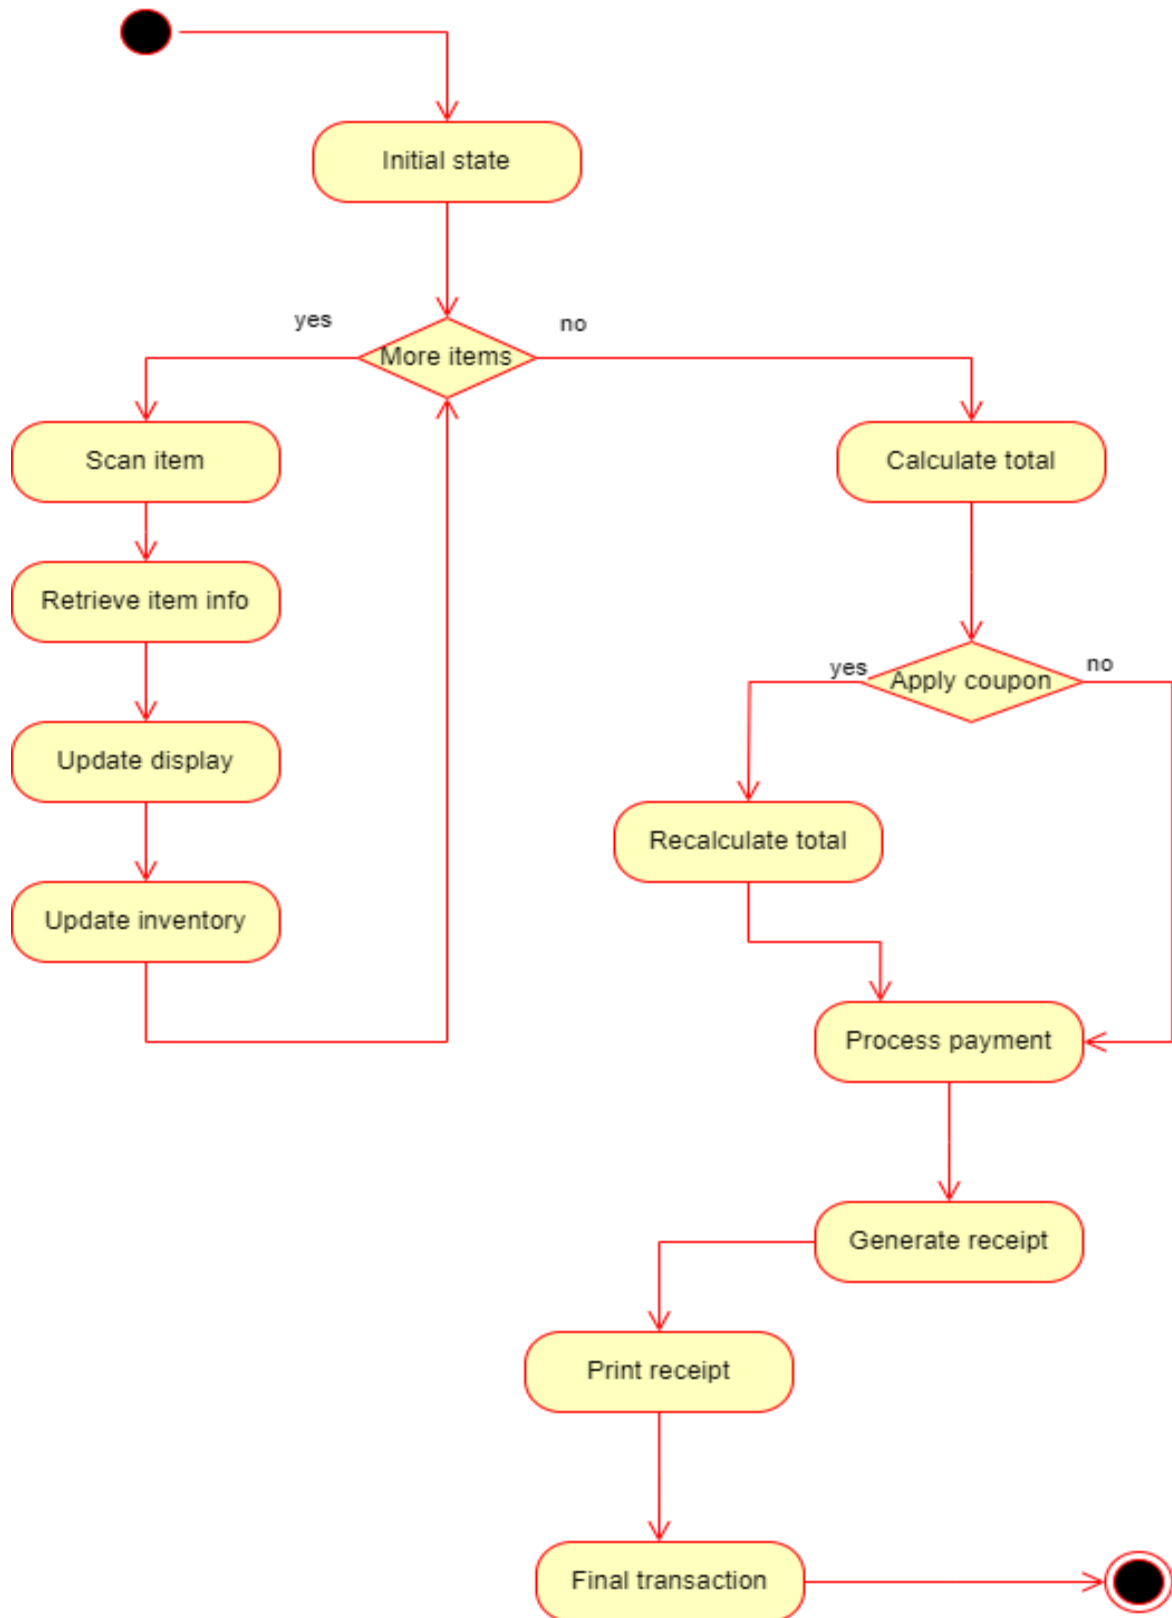 Initial state
yes
no
More items
Scan item
Calculate total
Retrieve item info
yes
no
Apply coupon
Update display
Recalculate total
Update inventory
Process payment
Generate receipt
Print receipt
Final transaction